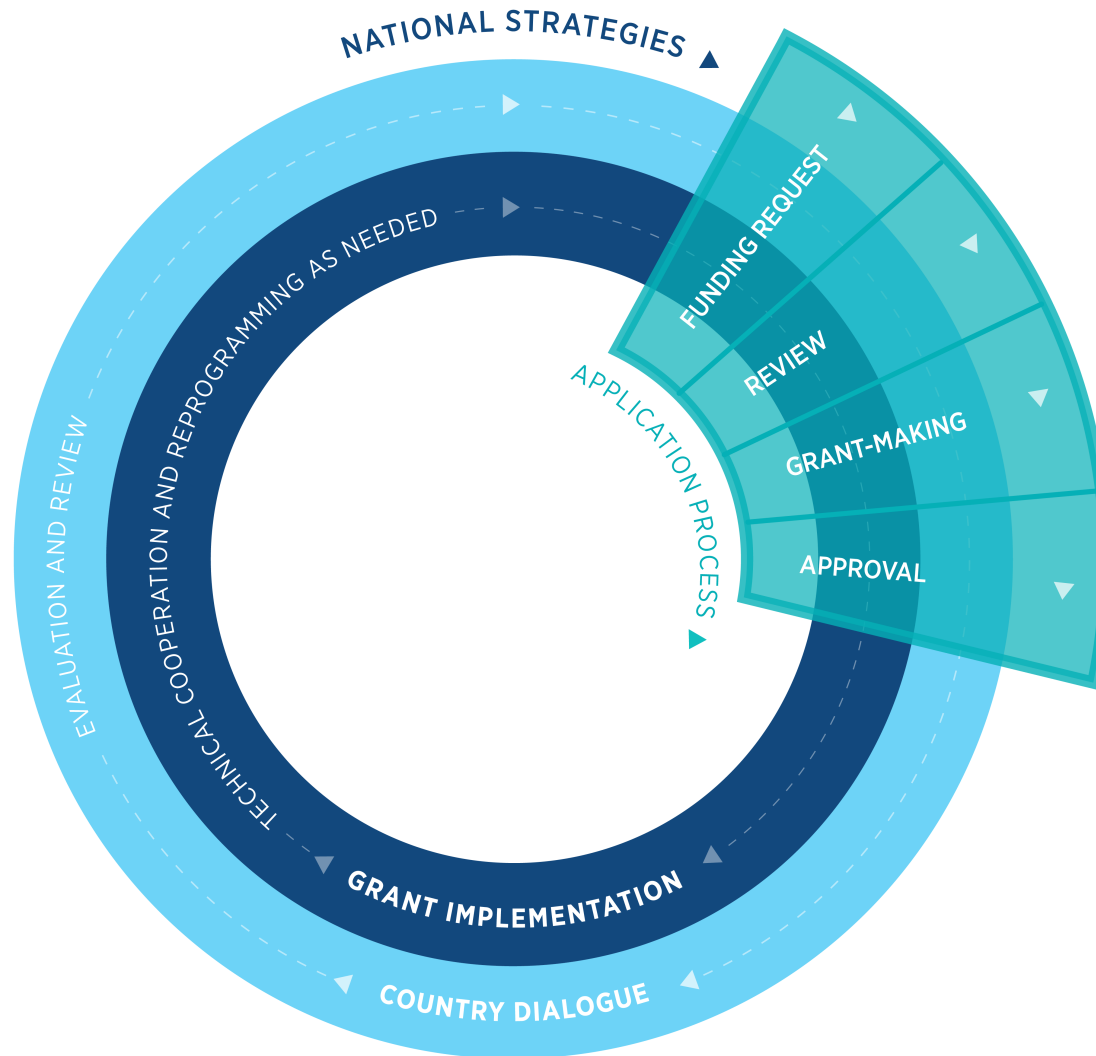 NATIONAL STRATEGIES
FUNDING REQUEST
REVIEW
GRANT-MAKING
APPROVAL
APPLICATION PROCESS
TECHNICAL COOPERATION AND REPROGRAMMING AS NEEDED
EVALUATION AND REVIEW
GRANT IMPLEMENTATION
COUNTRY DIALOGUE